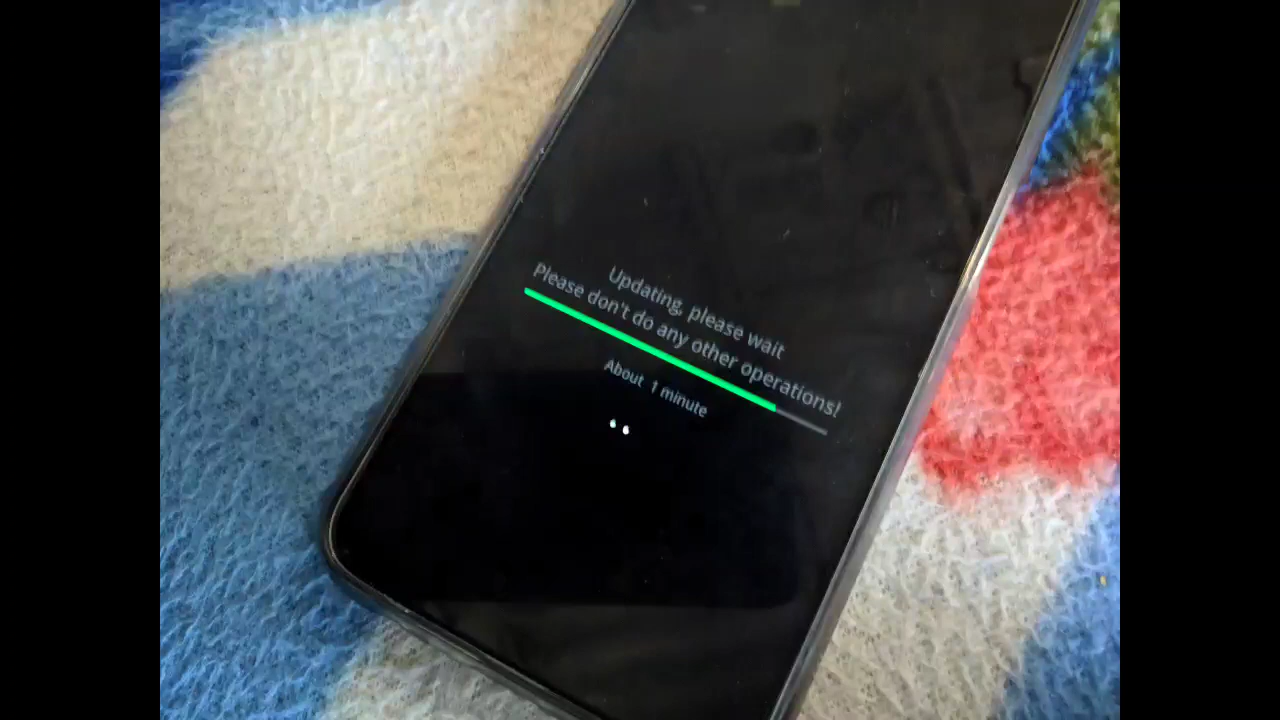 Updating, please wait
Please don't do any other operations!
About 1 minute